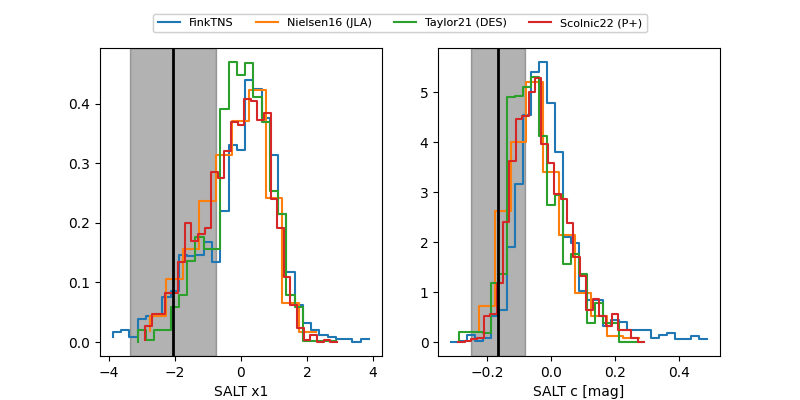 FinkTNS Nielsen16 (JLA) Taylor21 (DES) Scolnic22 (P+)
0.4
0.3
0.2
0.1
0.0
−4 −2 0 2 4
SALT x1
5
4
3
2
1
0
−0.2 0.0 0.2 0.4
SALT c [mag]